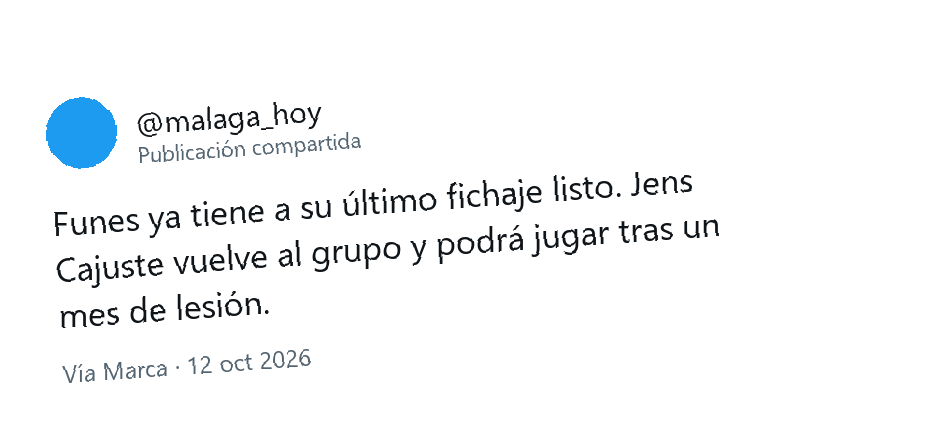 @malaga_hoy
Publicación compartida
Funes ya tiene a su último fichaje listo. Jens
Cajuste vuelve al grupo y podrá jugar tras un
mes de lesión.
Vía Marca · 12 oct 2026